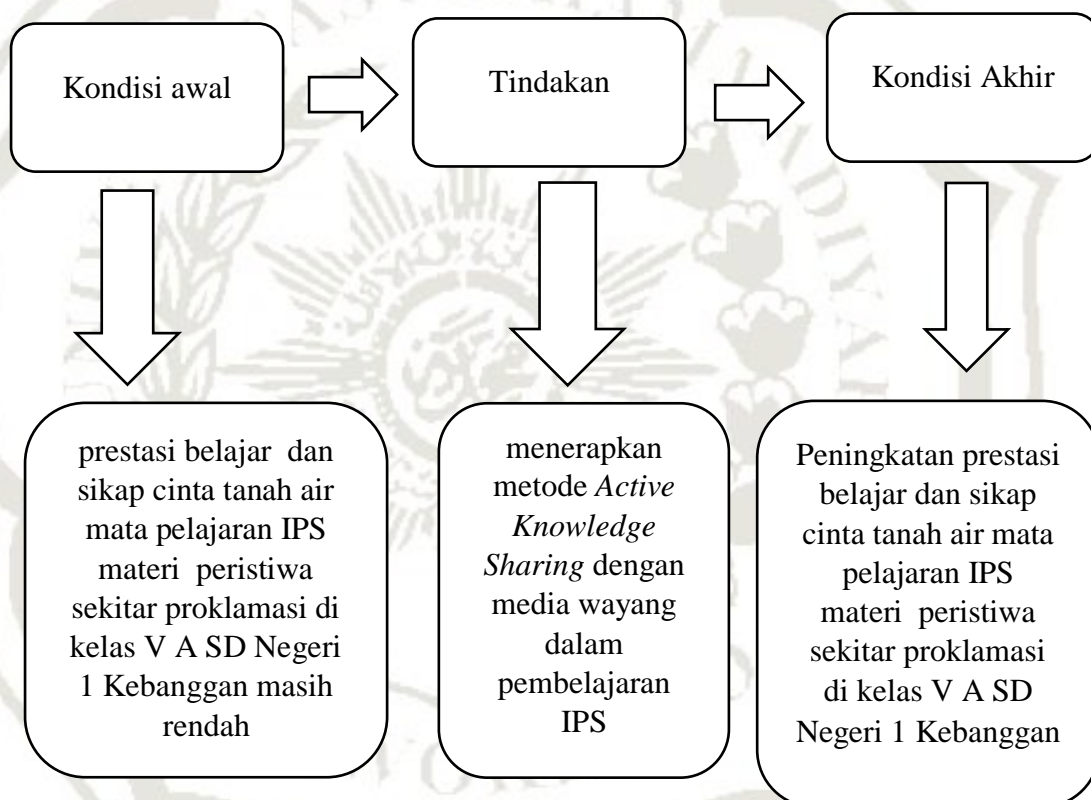 Kondisi awal
Tindakan
Kondisi Akhir
prestasi belajar dan
sikap cinta tanah air
mata pelajaran IPS
materi peristiwa
sekitar proklamasi di
kelas V A SD Negeri
1 Kebanggan masih
rendah
menerapkan
metode Active
Knowledge
Sharing dengan
media wayang
dalam
pembelajaran
IPS
Peningkatan prestasi
belajar dan sikap
cinta tanah air mata
pelajaran IPS
materi peristiwa
sekitar proklamasi
di kelas V A SD
Negeri 1 Kebanggan